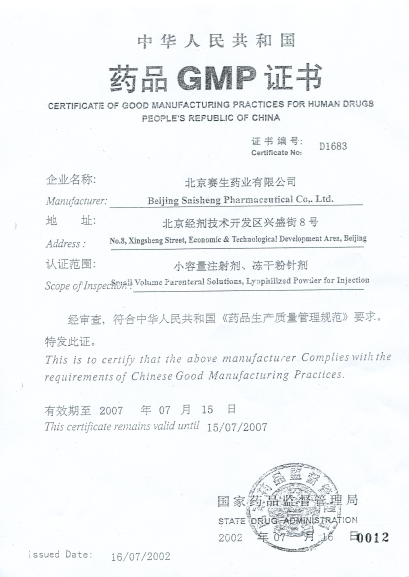 中华人民共和国
药品 GMP 证书
CERTIFICATE OF GOOD MANUFACTURING PRACTICES FOR HUMAN DRUGS
PEOPLE'S REPUBLIC OF CHINA
证书编号: D1683
Certificate No:
企业名称: 北京赛生药业有限公司
Manufacturer: Beijing Saisheng Pharmaceutical Co,. Ltd.
地 址: 北京经剂技术开发区兴盛街8号
Address : No.8, Xingsheng Street, Economic & Technological Development Area, Beijing
认证范围: 小容量注射剂、冻干粉针剂
Scope of Inspection: Small Volume Parenteral Solutions, Lyophilized Powder for Injection
经审查，符合中华人民共和国《药品生产质量管理规范》要求。
特发此证。
This is to certify that the above manufacturer Complies with the
requirements of Chinese Good Manufacturing Practices.
有效期至 2007 年 07 月 15 日
This certificate remains valid until 15/07/2007
国家药品监督管理局
STATE DRUG ADMINISTRATION
2002 年 07 月 16 日 0012
issued Date: 16/07/2002